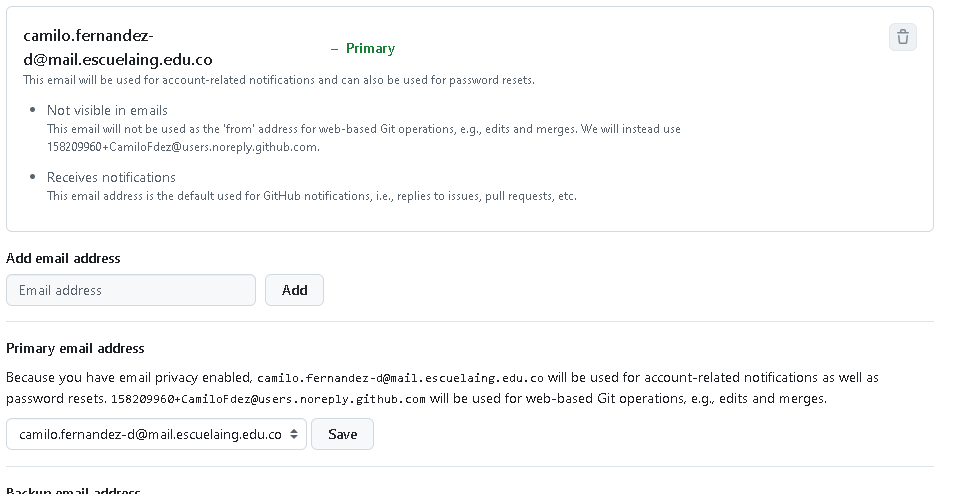 camilo.fernandez-
d@mail.escuelaing.edu.co
– Primary
This email will be used for account-related notifications and can also be used for password resets.
• Not visible in emails
This email will not be used as the 'from' address for web-based Git operations, e.g., edits and merges. We will instead use
158209960+CamiloFdez@users.noreply.github.com.
• Receives notifications
This email address is the default used for GitHub notifications, i.e., replies to issues, pull requests, etc.
Add email address
Email address
Add
Primary email address
Because you have email privacy enabled, camilo.fernandez-d@mail.escuelaing.edu.co will be used for account-related notifications as well as
password resets. 158209960+CamiloFdez@users.noreply.github.com will be used for web-based Git operations, e.g., edits and merges.
camilo.fernandez-d@mail.escuelaing.edu.co
Save
Backup email address